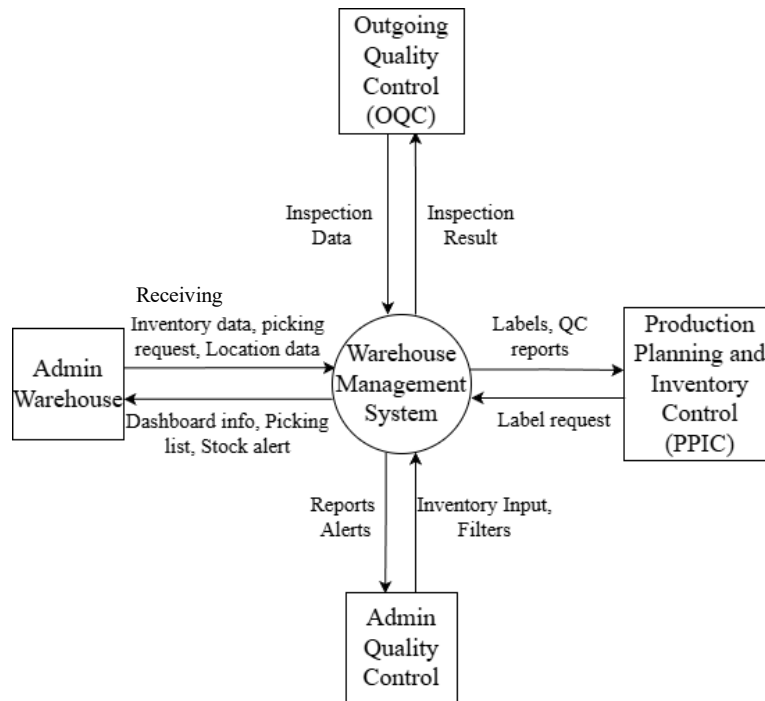 Outgoing
Quality
Control
(OQC)
Inspection
Data
Inspection
Result
Receiving
Inventory data, picking
request, Location data
Admin
Warehouse
Dashboard info, Picking
list, Stock alert
Warehouse
Management
System
Labels, QC
reports
Label request
Production
Planning and
Inventory
Control
(PPIC)
Reports
Alerts
Inventory Input,
Filters
Admin
Quality
Control